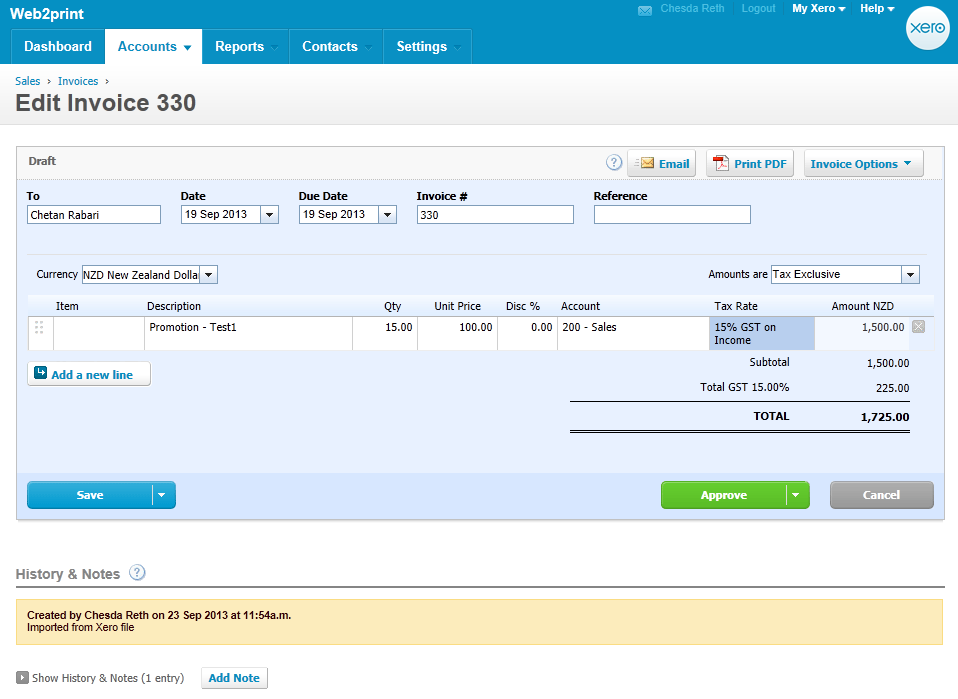 Web2print
Chesda Reth Logout My Xero Help
xero
Dashboard Accounts Reports Contacts Settings
Sales › Invoices ›
Edit Invoice 330
Draft
? Email Print PDF Invoice Options
To Date Due Date Invoice # Reference
Chetan Rabari 19 Sep 2013 19 Sep 2013 330
Currency NZD New Zealand Dolla Amounts are Tax Exclusive
Item Description Qty Unit Price Disc % Account Tax Rate Amount NZD
Promotion - Test1 15.00 100.00 0.00 200 - Sales 15% GST on 1,500.00
Income
Subtotal 1,500.00
Add a new line
Total GST 15.00% 225.00
TOTAL 1,725.00
Save Approve Cancel
History & Notes ?
Created by Chesda Reth on 23 Sep 2013 at 11:54a.m.
Imported from Xero file
Show History & Notes (1 entry) Add Note